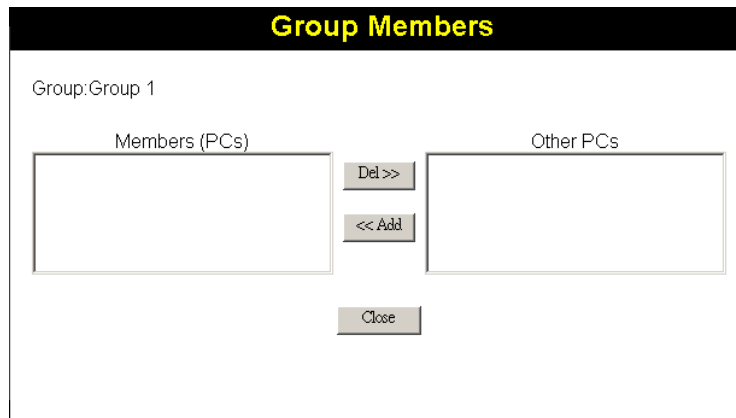 Group Members
Group:Group 1
Members (PCs)
Other PCs
Del >>
<< Add
Close